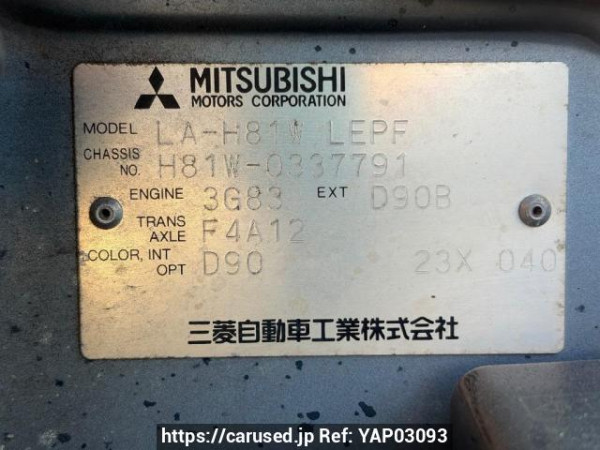 MITSUBISHI
MOTORS CORPORATION
MODEL LA-H81W LEPF
CHASSIS NO. H81W-0337791
ENGINE 3G83 EXT D90B
TRANS AXLE F4A12
COLOR, INT OPT D90 23X 040
三菱自動車工業株式会社
https://carused.jp Ref: YAP03093